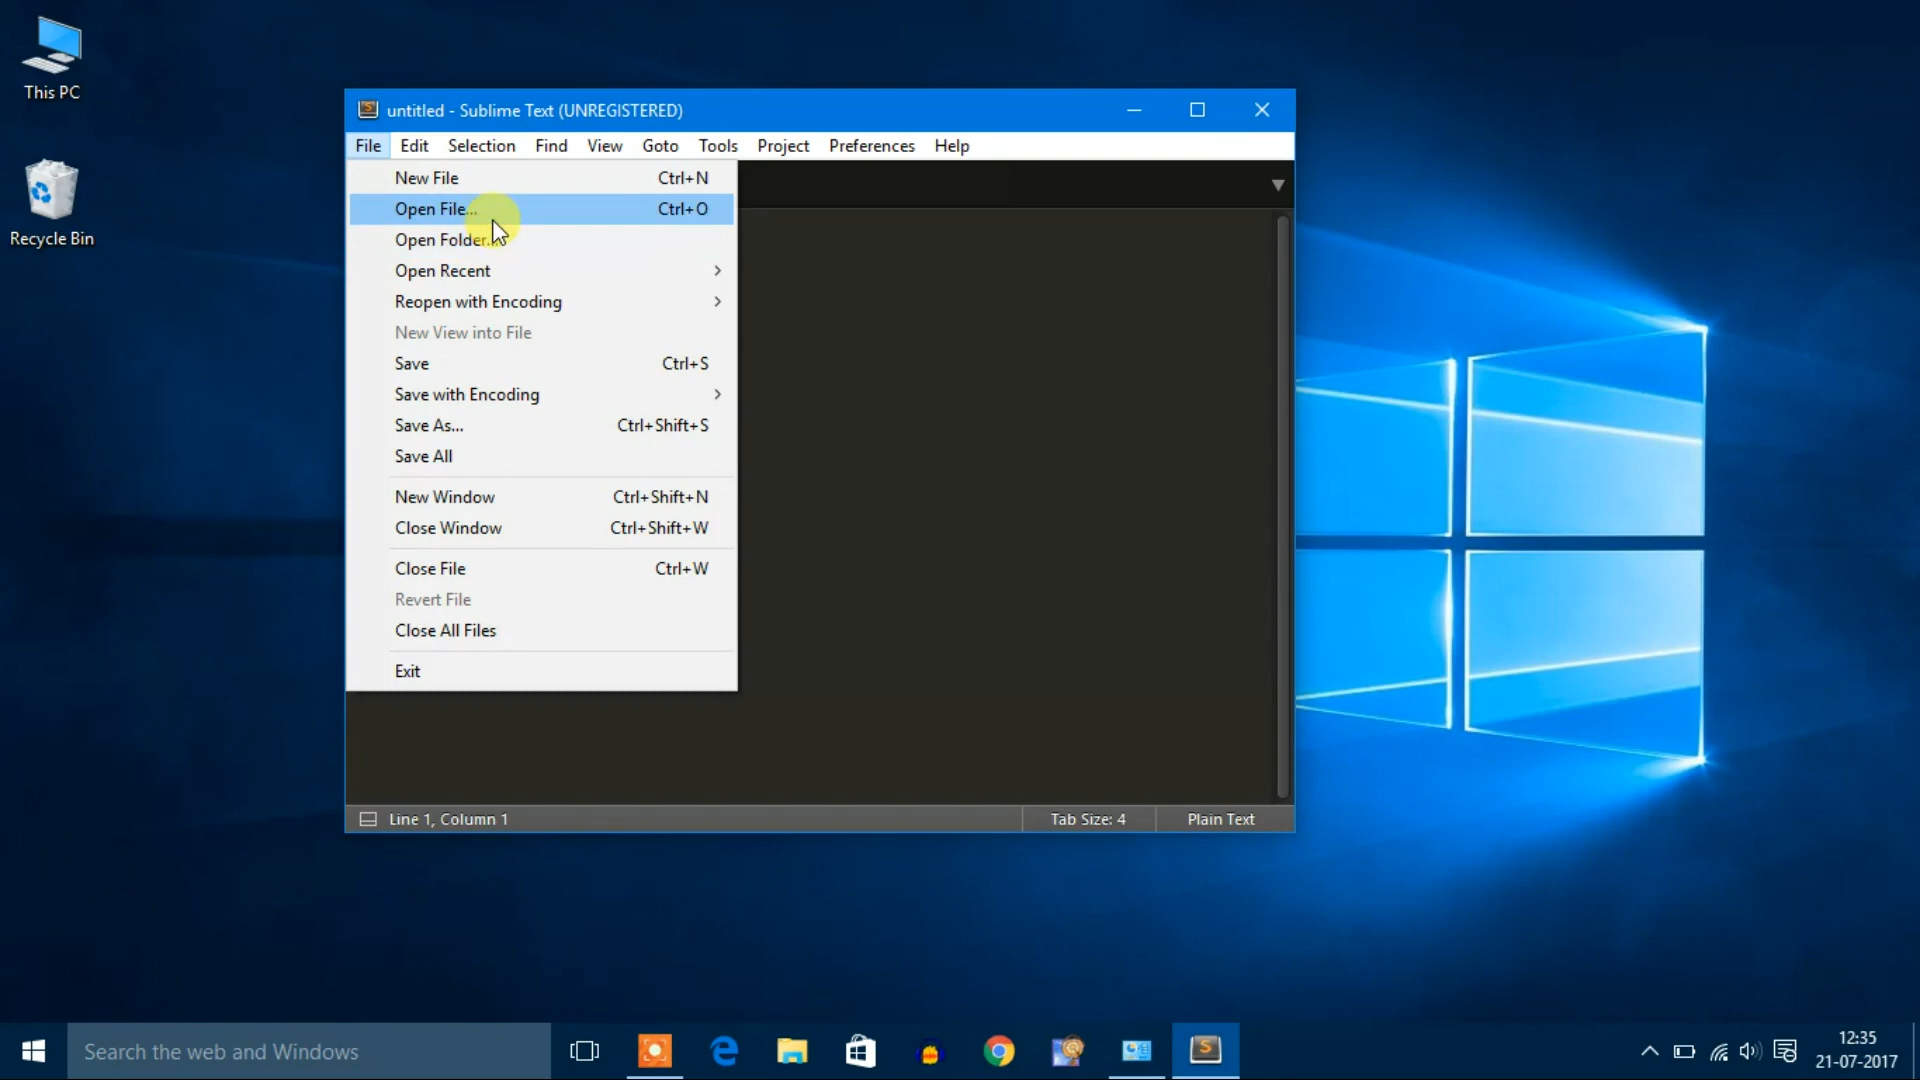 This PC
Recycle Bin
untitled - Sublime Text (UNREGISTERED)
File Edit Selection Find View Goto Tools Project Preferences Help
New File Ctrl+N
Open File... Ctrl+O
Open Folder...
Open Recent
Reopen with Encoding
New View into File
Save Ctrl+S
Save with Encoding
Save As... Ctrl+Shift+S
Save All
New Window Ctrl+Shift+N
Close Window Ctrl+Shift+W
Close File Ctrl+W
Revert File
Close All Files
Exit
Line 1, Column 1 Tab Size: 4 Plain Text
Search the web and Windows
12:35
21-07-2017